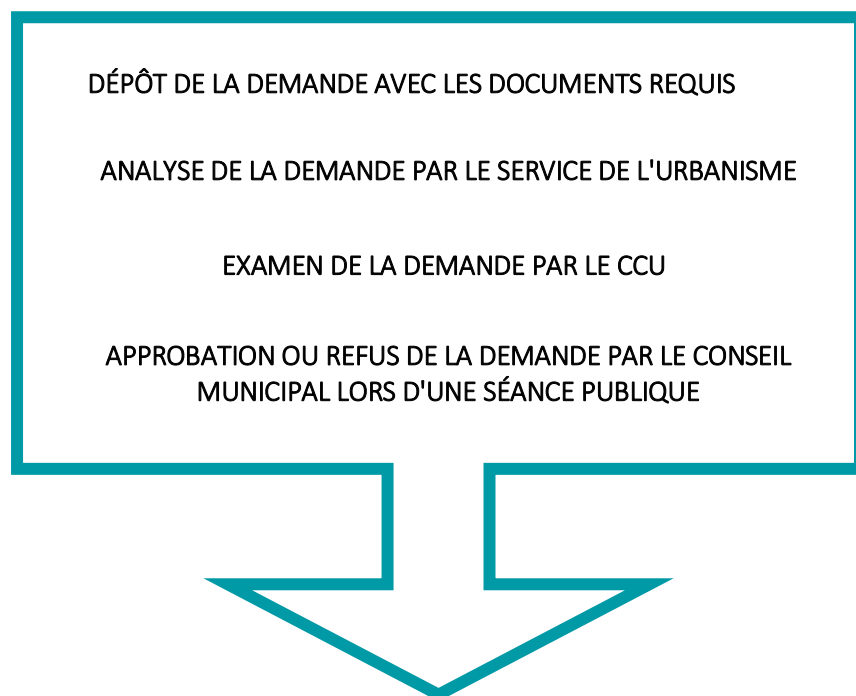 DÉPÔT DE LA DEMANDE AVEC LES DOCUMENTS REQUIS
ANALYSE DE LA DEMANDE PAR LE SERVICE DE L'URBANISME
EXAMEN DE LA DEMANDE PAR LE CCU
APPROBATION OU REFUS DE LA DEMANDE PAR LE CONSEIL
MUNICIPAL LORS D'UNE SÉANCE PUBLIQUE